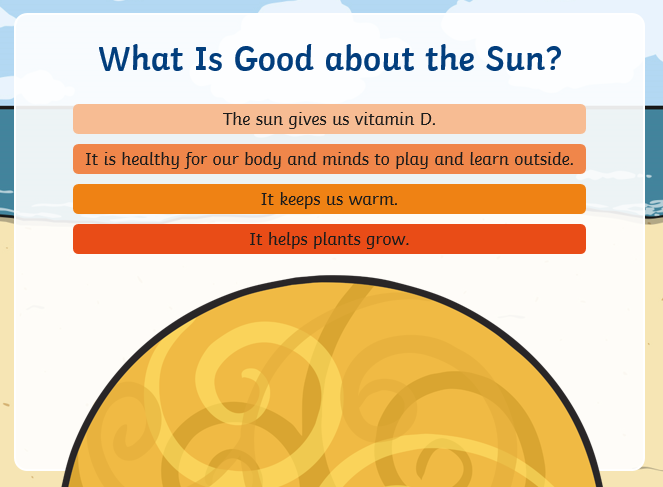 What Is Good about the Sun?
The sun gives us vitamin D.
It is healthy for our body and minds to play and learn outside.
It keeps us warm.
It helps plants grow.